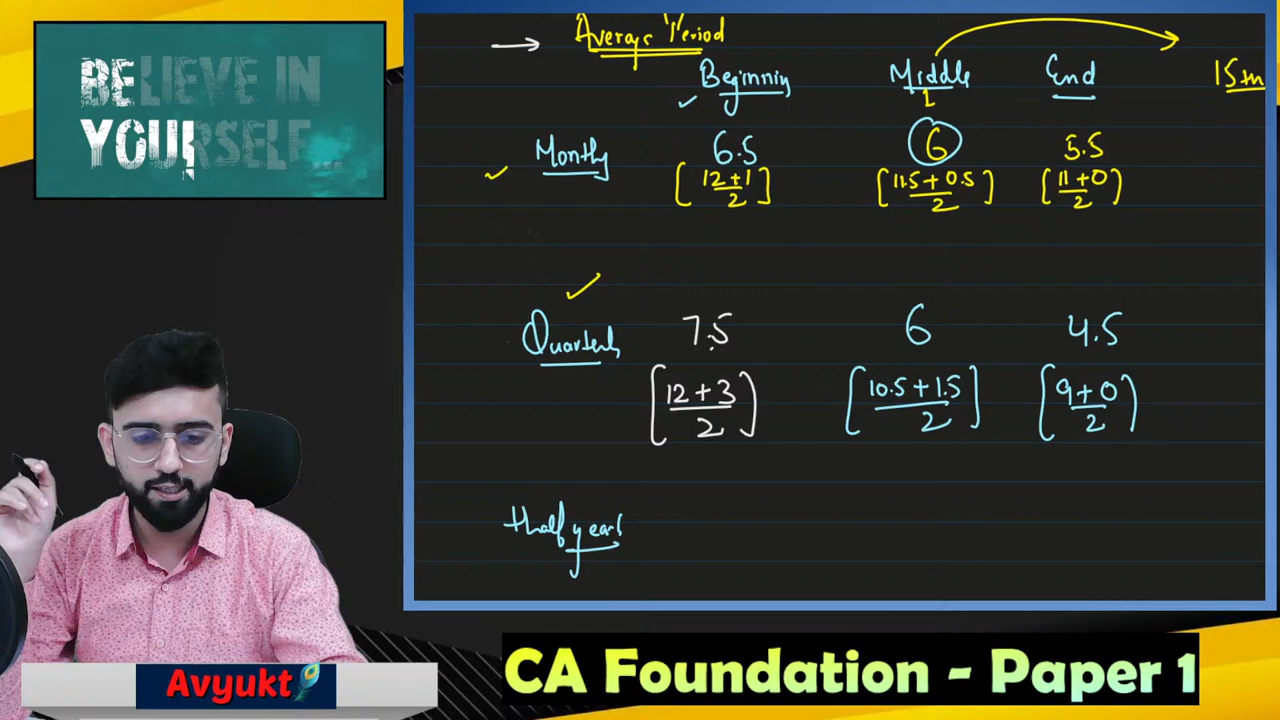 BELIEVE IN
YOURSELF...
→ Average Period
Beginning Middle End 15th
Monthly 6.5 6 5.5
[12+1/2] [11.5+0.5/2] [11+0/2]
Quarterly 7.5 6 4.5
[12+3/2] [10.5+1.5/2] [9+0/2]
Half yearly
Avyukt
CA Foundation - Paper 1